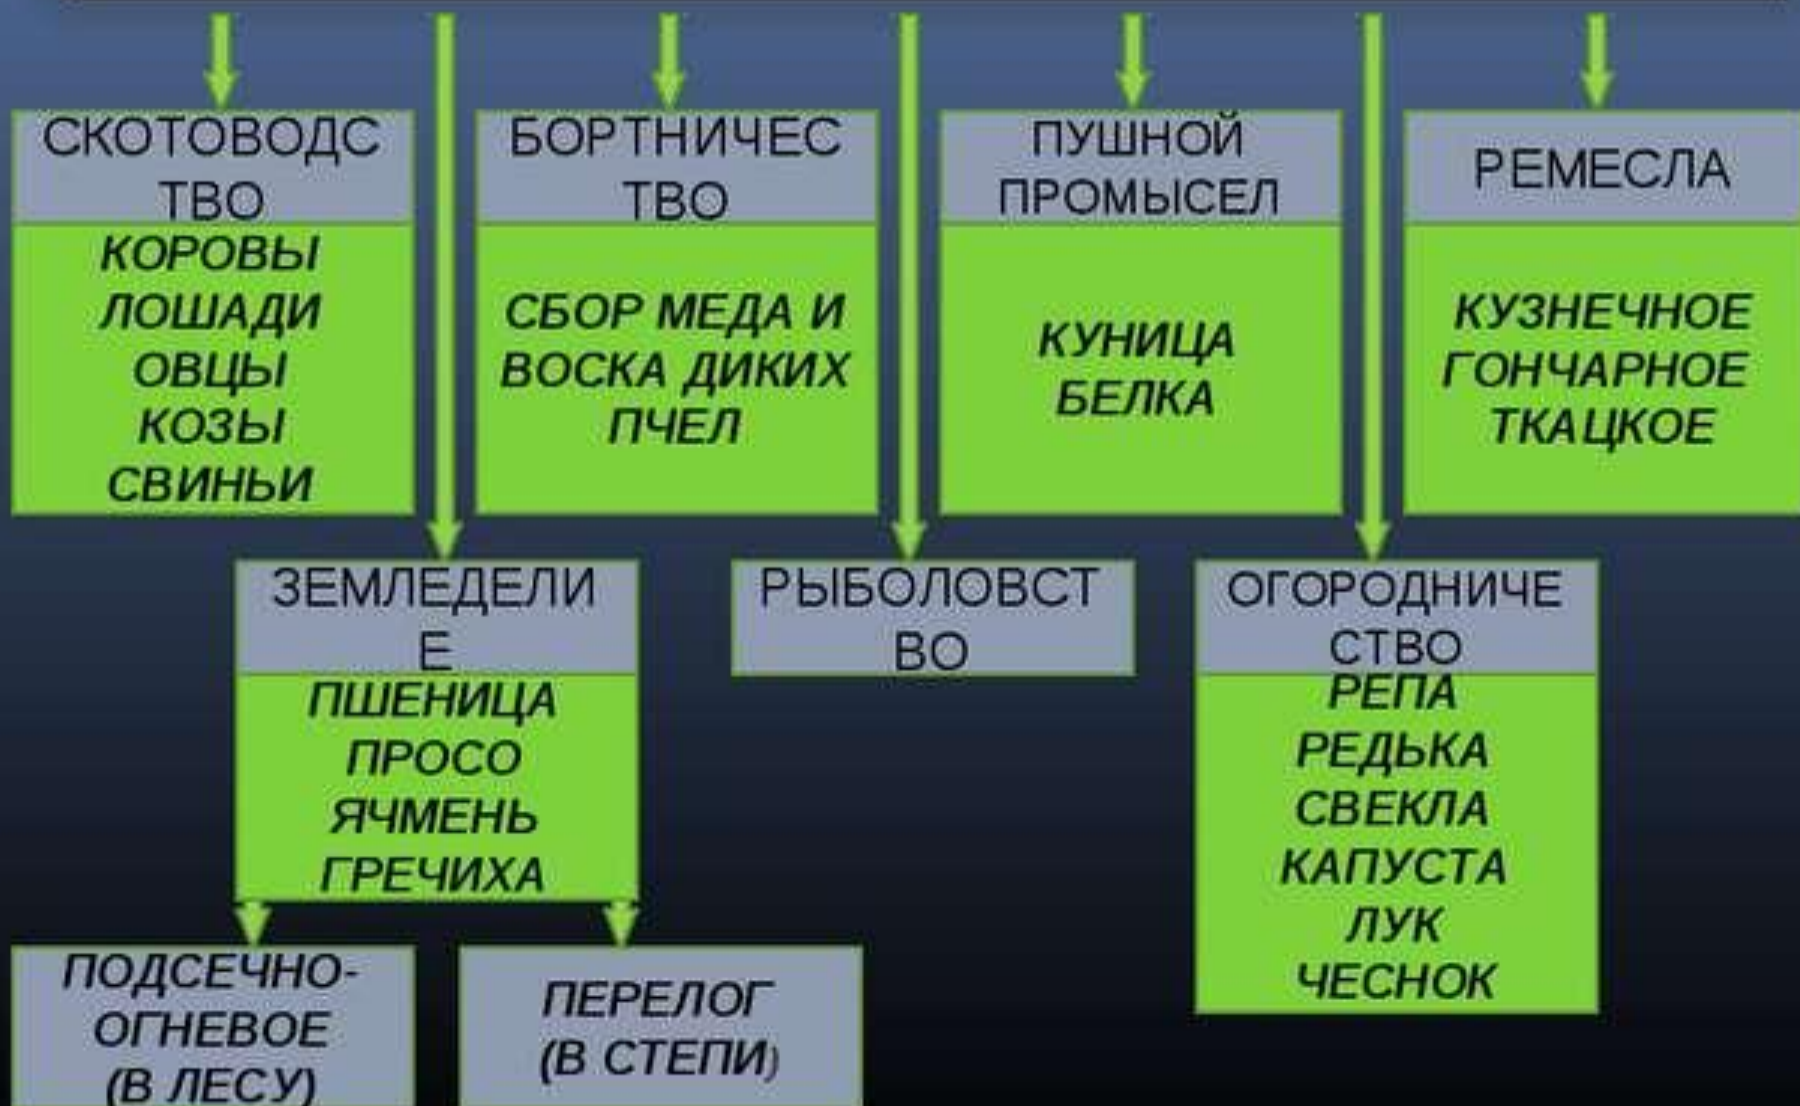 СКОТОВОДС
ТВО
КОРОВЫ
ЛОШАДИ
ОВЦЫ
КОЗЫ
СВИНЬИ
БОРТНИЧЕС
ТВО
СБОР МЕДА И
ВОСКА ДИКИХ
ПЧЕЛ
ПУШНОЙ
ПРОМЫСЕЛ
КУНИЦА
БЕЛКА
РЕМЕСЛА
КУЗНЕЧНОЕ
ГОНЧАРНОЕ
ТКАЦКОЕ
ЗЕМЛЕДЕЛИ
Е
ПШЕНИЦА
ПРОСО
ЯЧМЕНЬ
ГРЕЧИХА
РЫБОЛОВСТ
ВО
ОГОРОДНИЧЕ
СТВО
РЕПА
РЕДЬКА
СВЕКЛА
КАПУСТА
ЛУК
ЧЕСНОК
ПОДСЕЧНО-
ОГНЕВОЕ
(В ЛЕСУ)
ПЕРЕЛОГ
(В СТЕПИ)